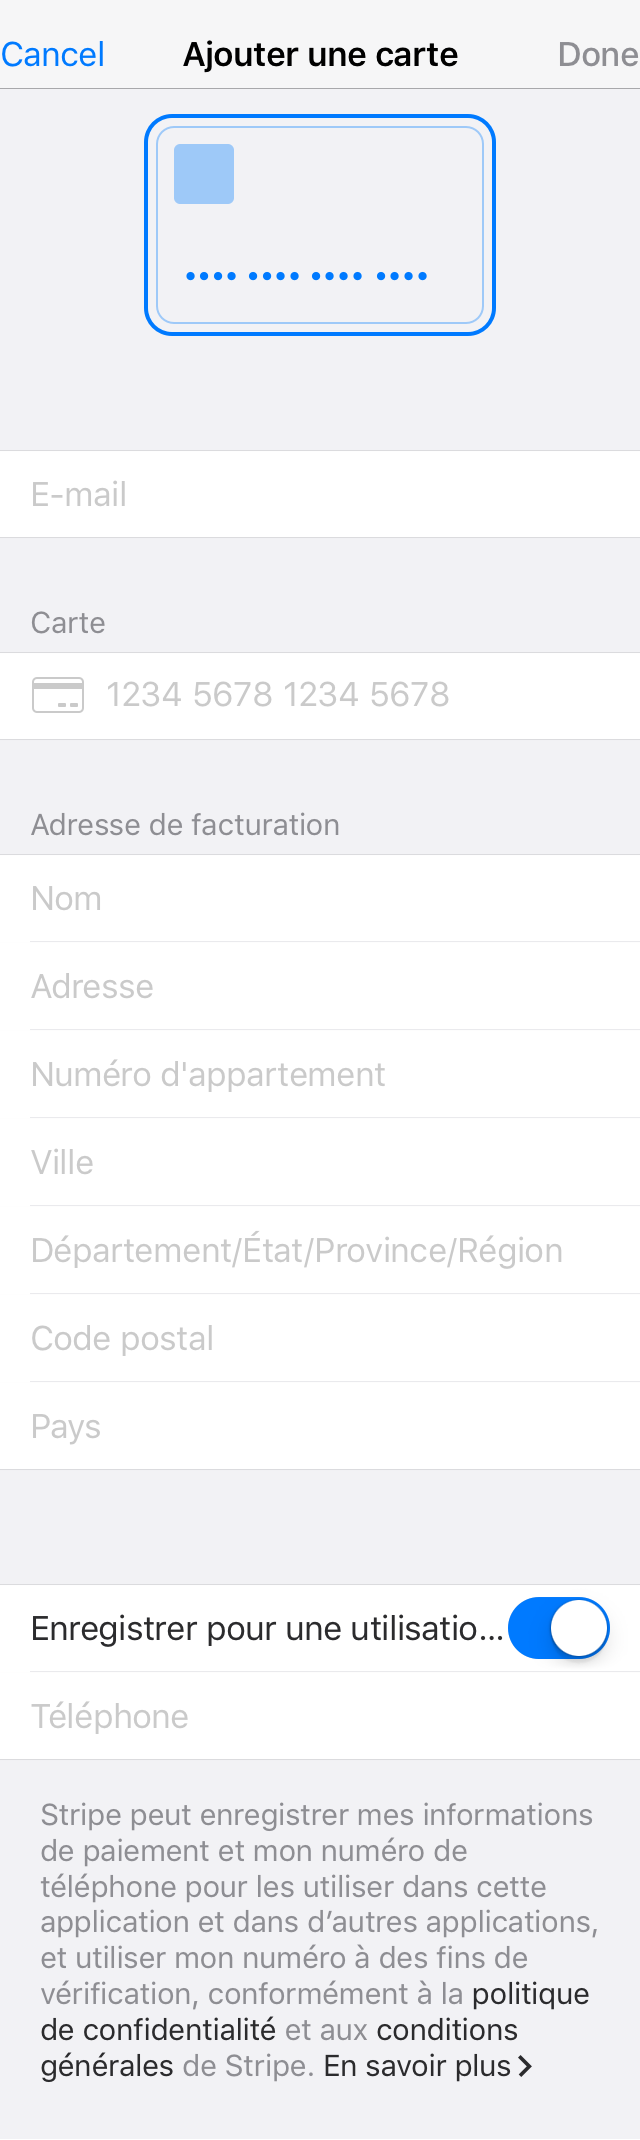 Cancel Ajouter une carte Done
•••• •••• •••• ••••
E-mail
Carte
1234 5678 1234 5678
Adresse de facturation
Nom
Adresse
Numéro d'appartement
Ville
Département/État/Province/Région
Code postal
Pays
Enregistrer pour une utilisatio...
Téléphone
Stripe peut enregistrer mes informations
de paiement et mon numéro de
téléphone pour les utiliser dans cette
application et dans d’autres applications,
et utiliser mon numéro à des fins de
vérification, conformément à la politique
de confidentialité et aux conditions
générales de Stripe. En savoir plus